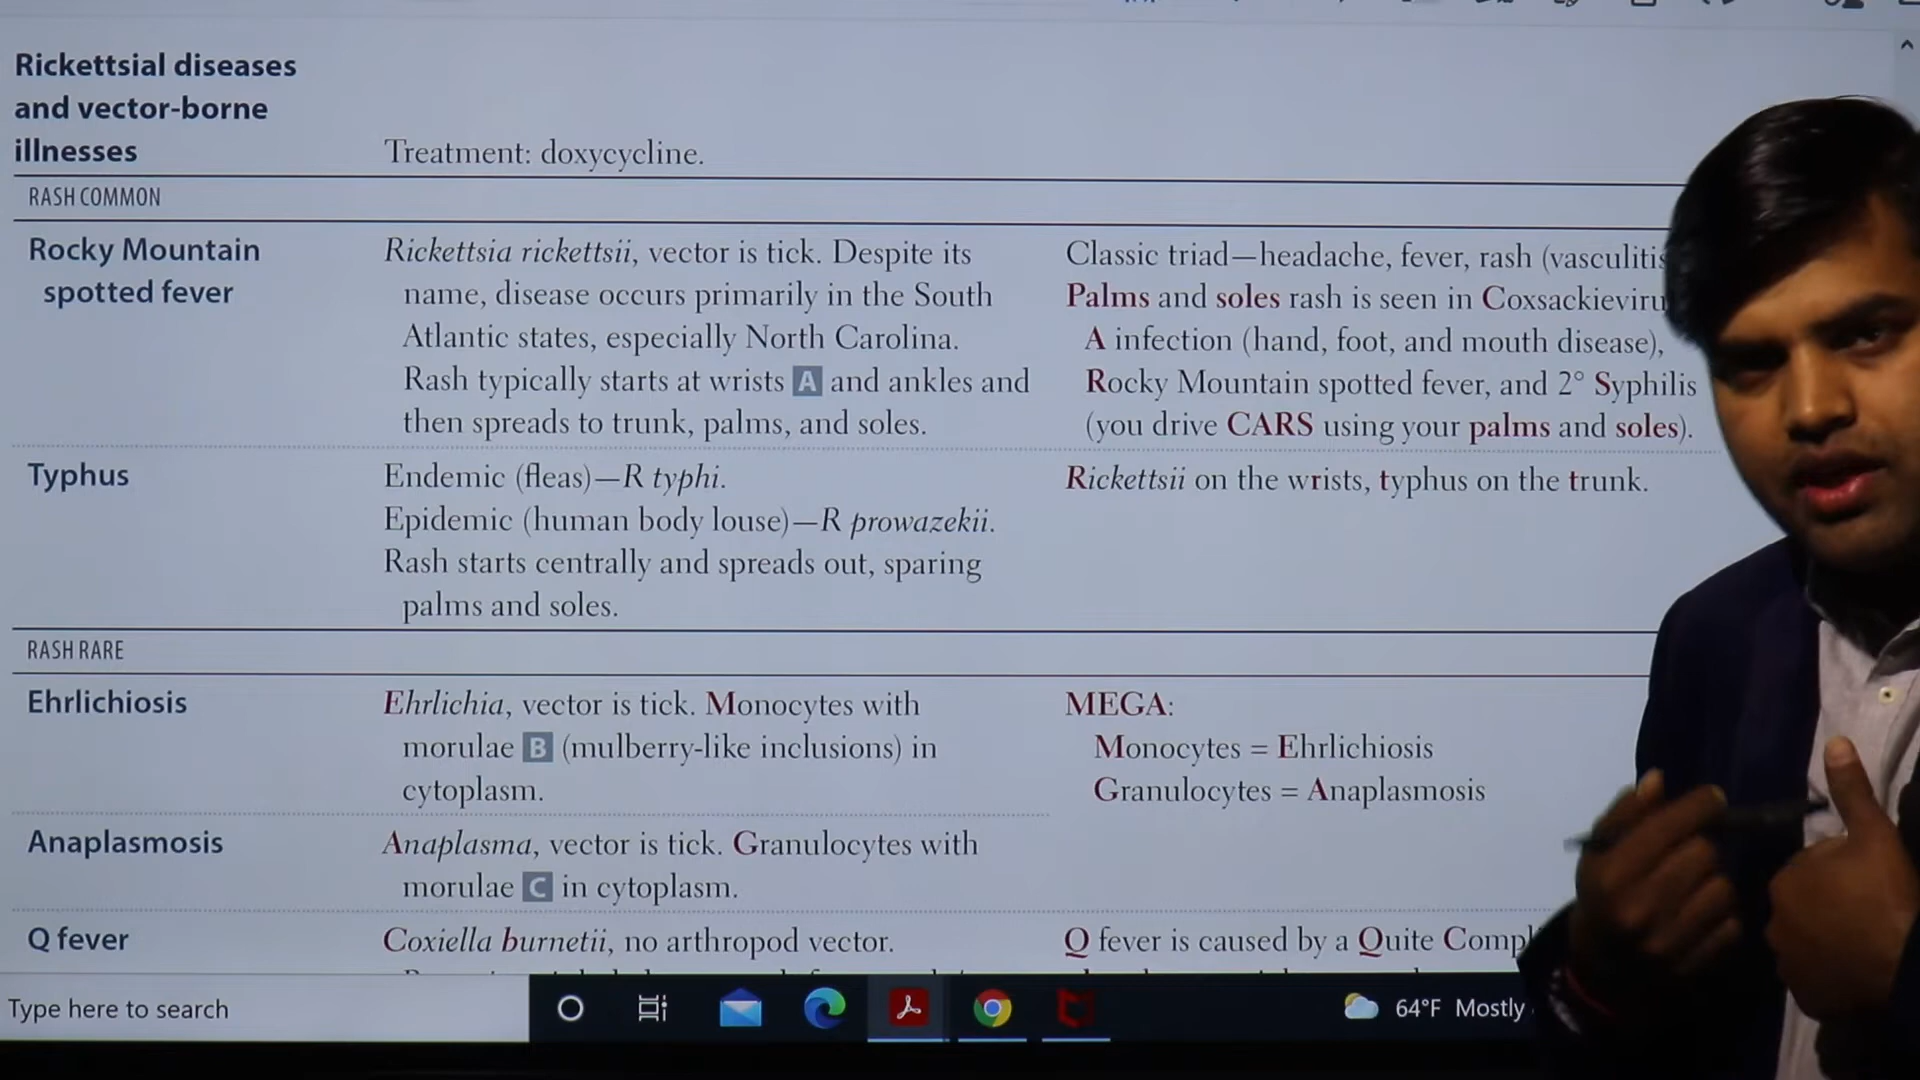 Rickettsial diseases
and vector-borne
illnesses
Treatment: doxycycline.
RASH COMMON
Rocky Mountain
spotted fever
Rickettsia rickettsii, vector is tick. Despite its
name, disease occurs primarily in the South
Atlantic states, especially North Carolina.
Rash typically starts at wrists A and ankles and
then spreads to trunk, palms, and soles.
Classic triad—headache, fever, rash (vasculitis
Palms and soles rash is seen in Coxsackieviru
A infection (hand, foot, and mouth disease),
Rocky Mountain spotted fever, and 2° Syphilis
(you drive CARS using your palms and soles).
Typhus
Endemic (fleas)—R typhi.
Epidemic (human body louse)—R prowazekii.
Rash starts centrally and spreads out, sparing
palms and soles.
Rickettsii on the wrists, typhus on the trunk.
RASH RARE
Ehrlichiosis
Ehrlichia, vector is tick. Monocytes with
morulae B (mulberry-like inclusions) in
cytoplasm.
MEGA:
Monocytes = Ehrlichiosis
Granulocytes = Anaplasmosis
Anaplasmosis
Anaplasma, vector is tick. Granulocytes with
morulae C in cytoplasm.
Q fever
Coxiella burnetii, no arthropod vector.
Q fever is caused by a Quite Compl
Type here to search
64°F Mostly